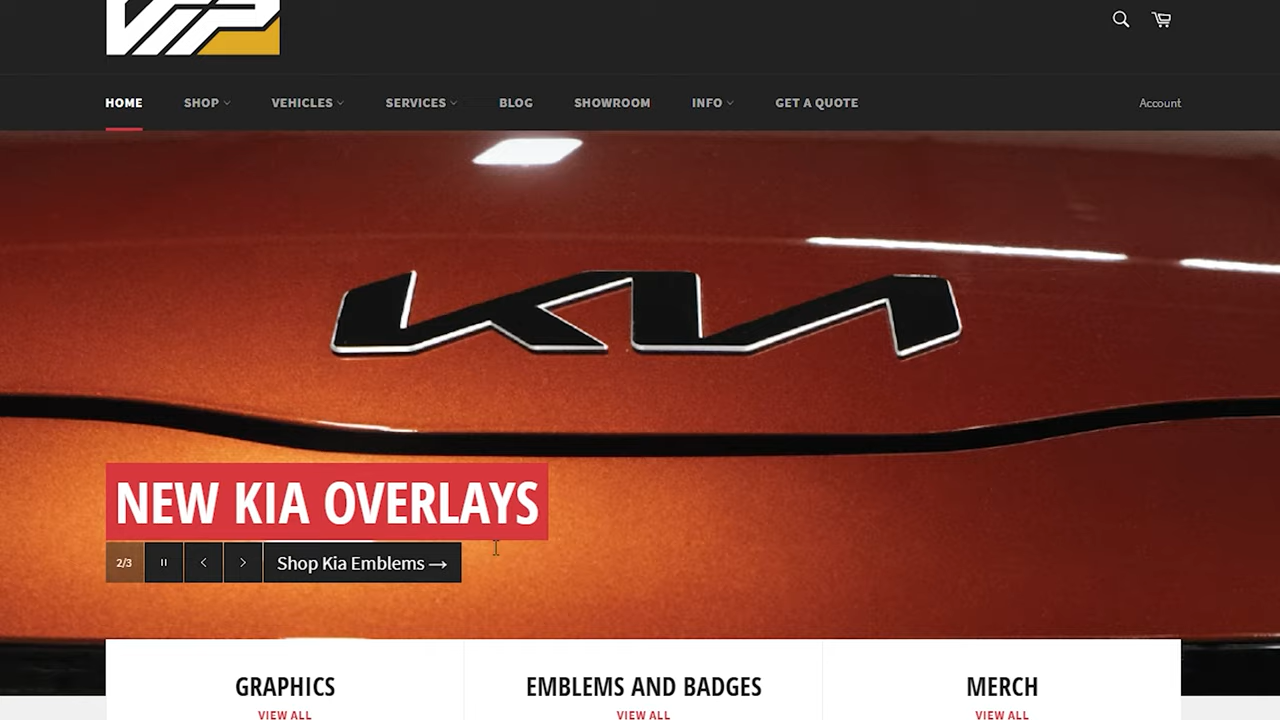 VIP
HOME SHOP VEHICLES SERVICES BLOG SHOWROOM INFO GET A QUOTE Account
KIA
NEW KIA OVERLAYS
2/3 Shop Kia Emblems →
GRAPHICS EMBLEMS AND BADGES MERCH
VIEW ALL VIEW ALL VIEW ALL